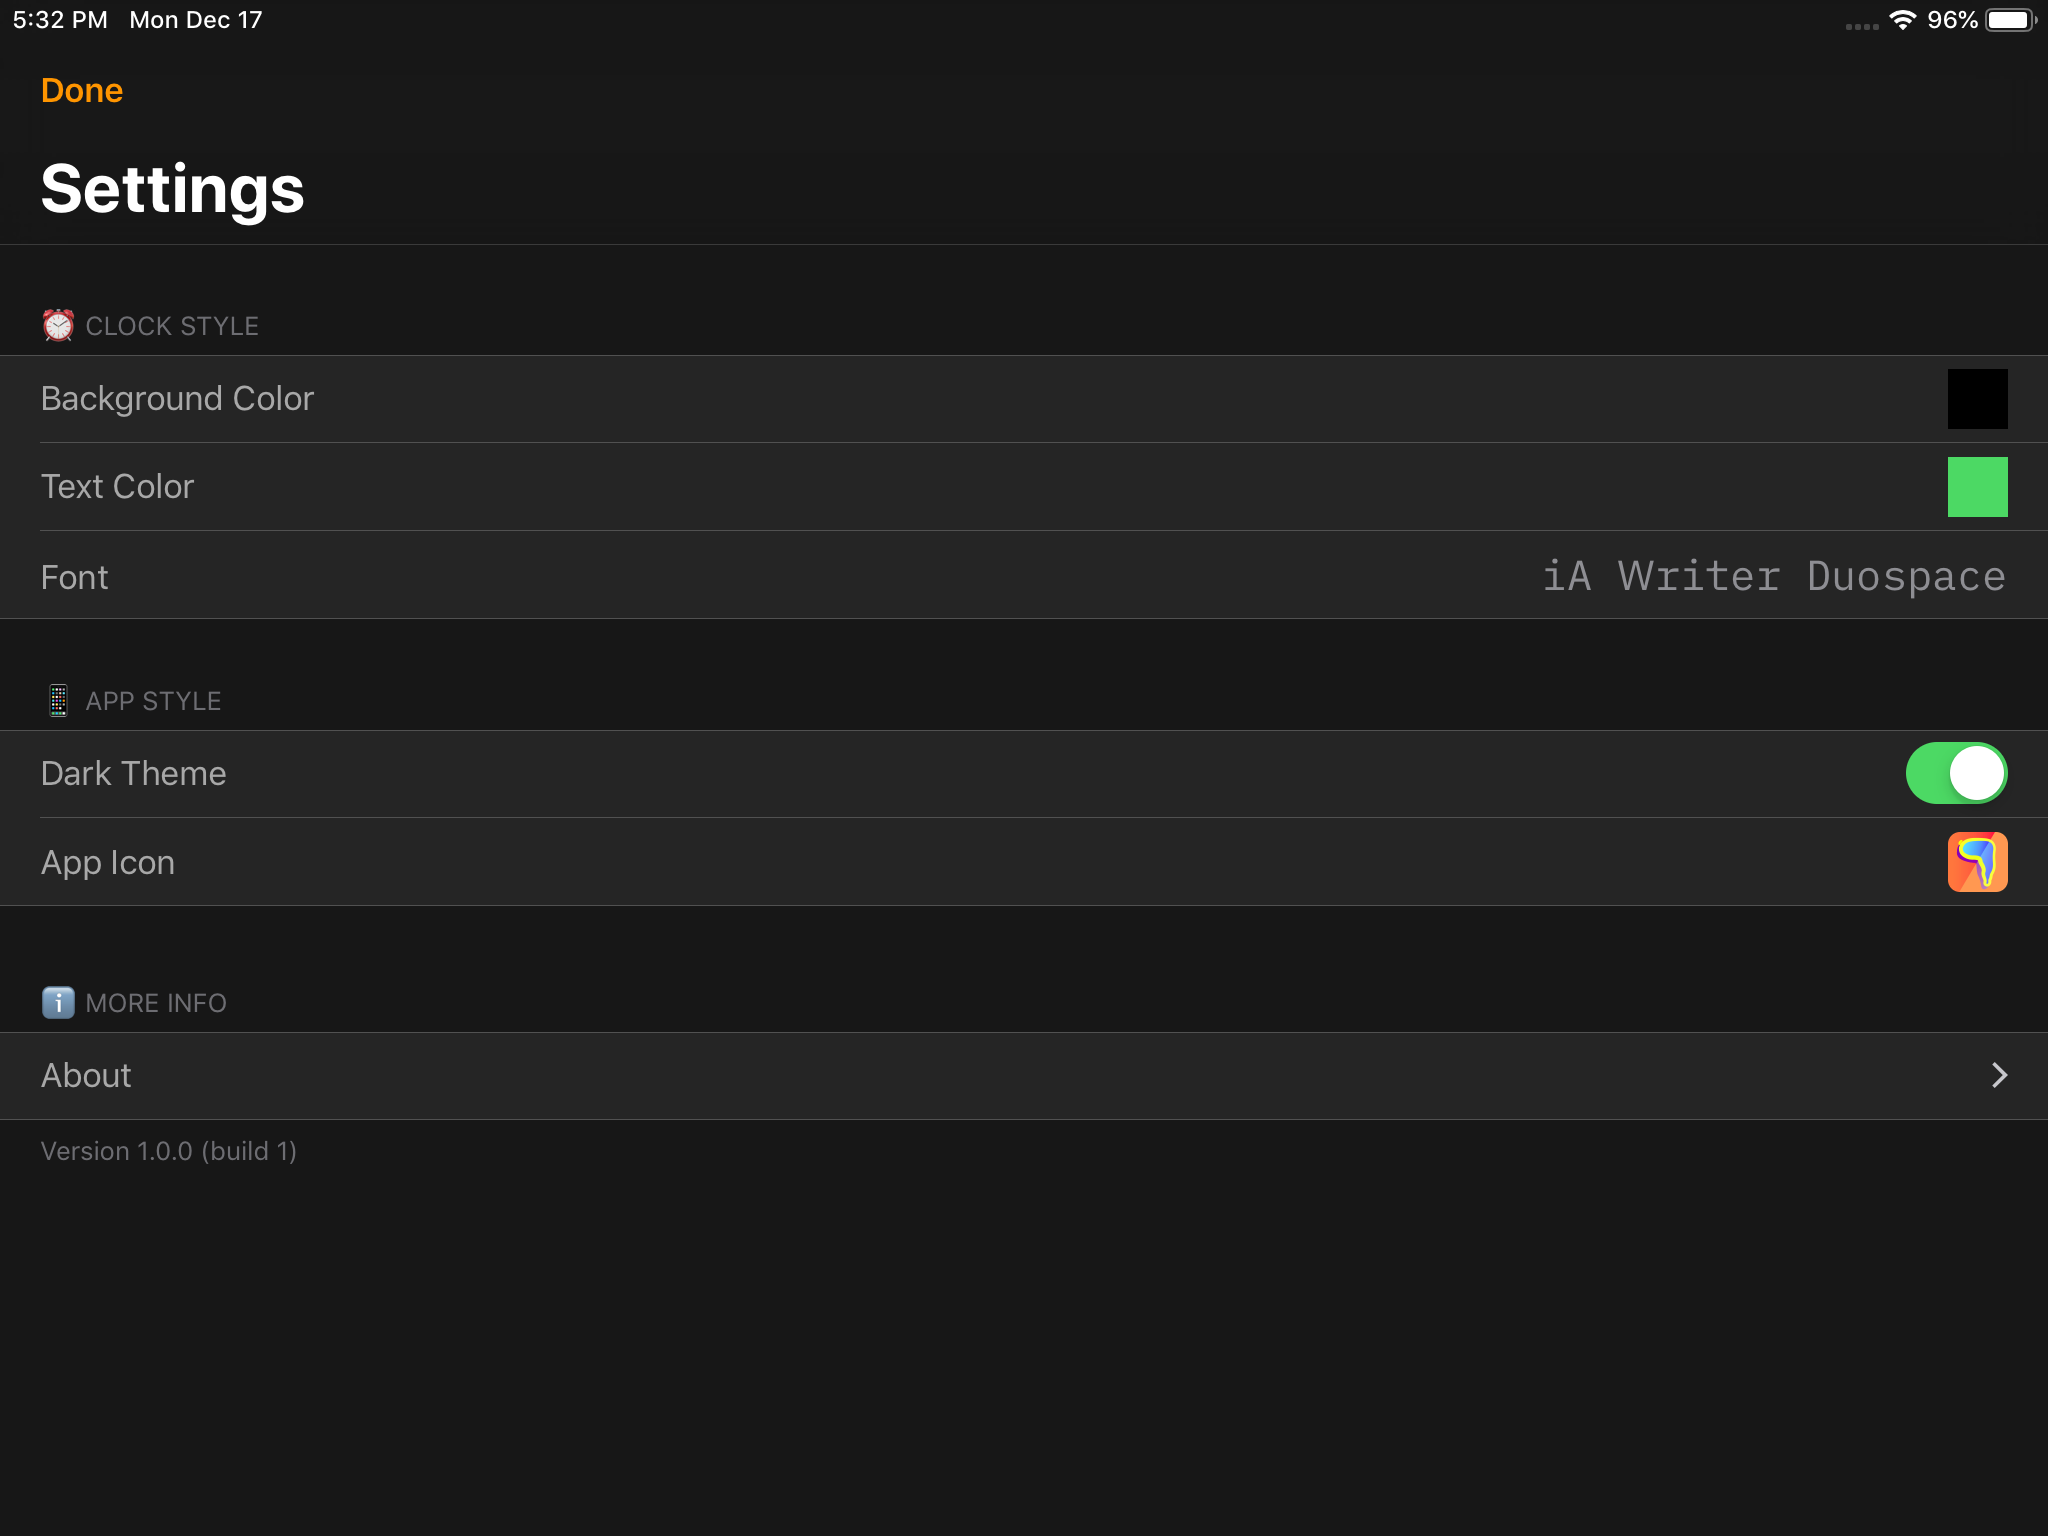 5:32 PM Mon Dec 17 96%
Done
Settings
CLOCK STYLE
Background Color
Text Color
Font iA Writer Duospace
APP STYLE
Dark Theme
App Icon
MORE INFO
About
Version 1.0.0 (build 1)